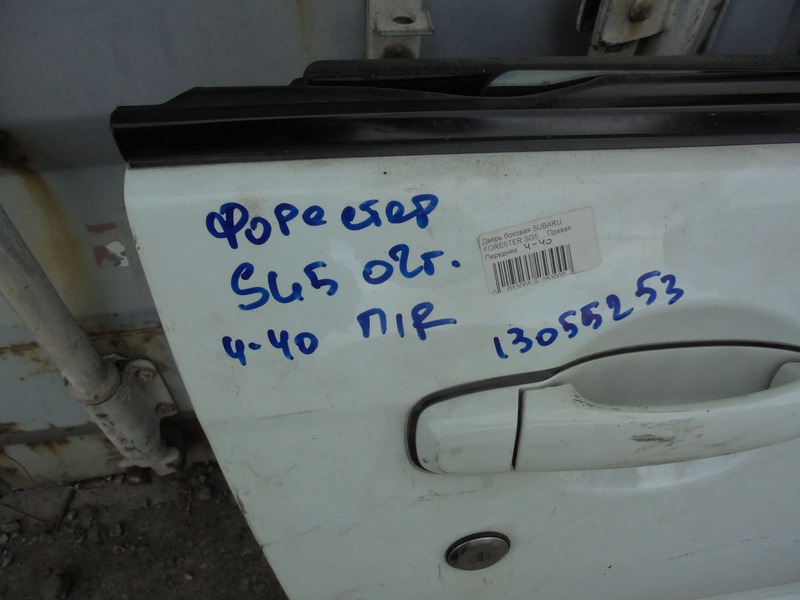 Форестер
SG5 02г.
4-40 П/R
13055253
Дверь боковая SUBARU
FORESTER SG5 Правая
Передняя 4-40